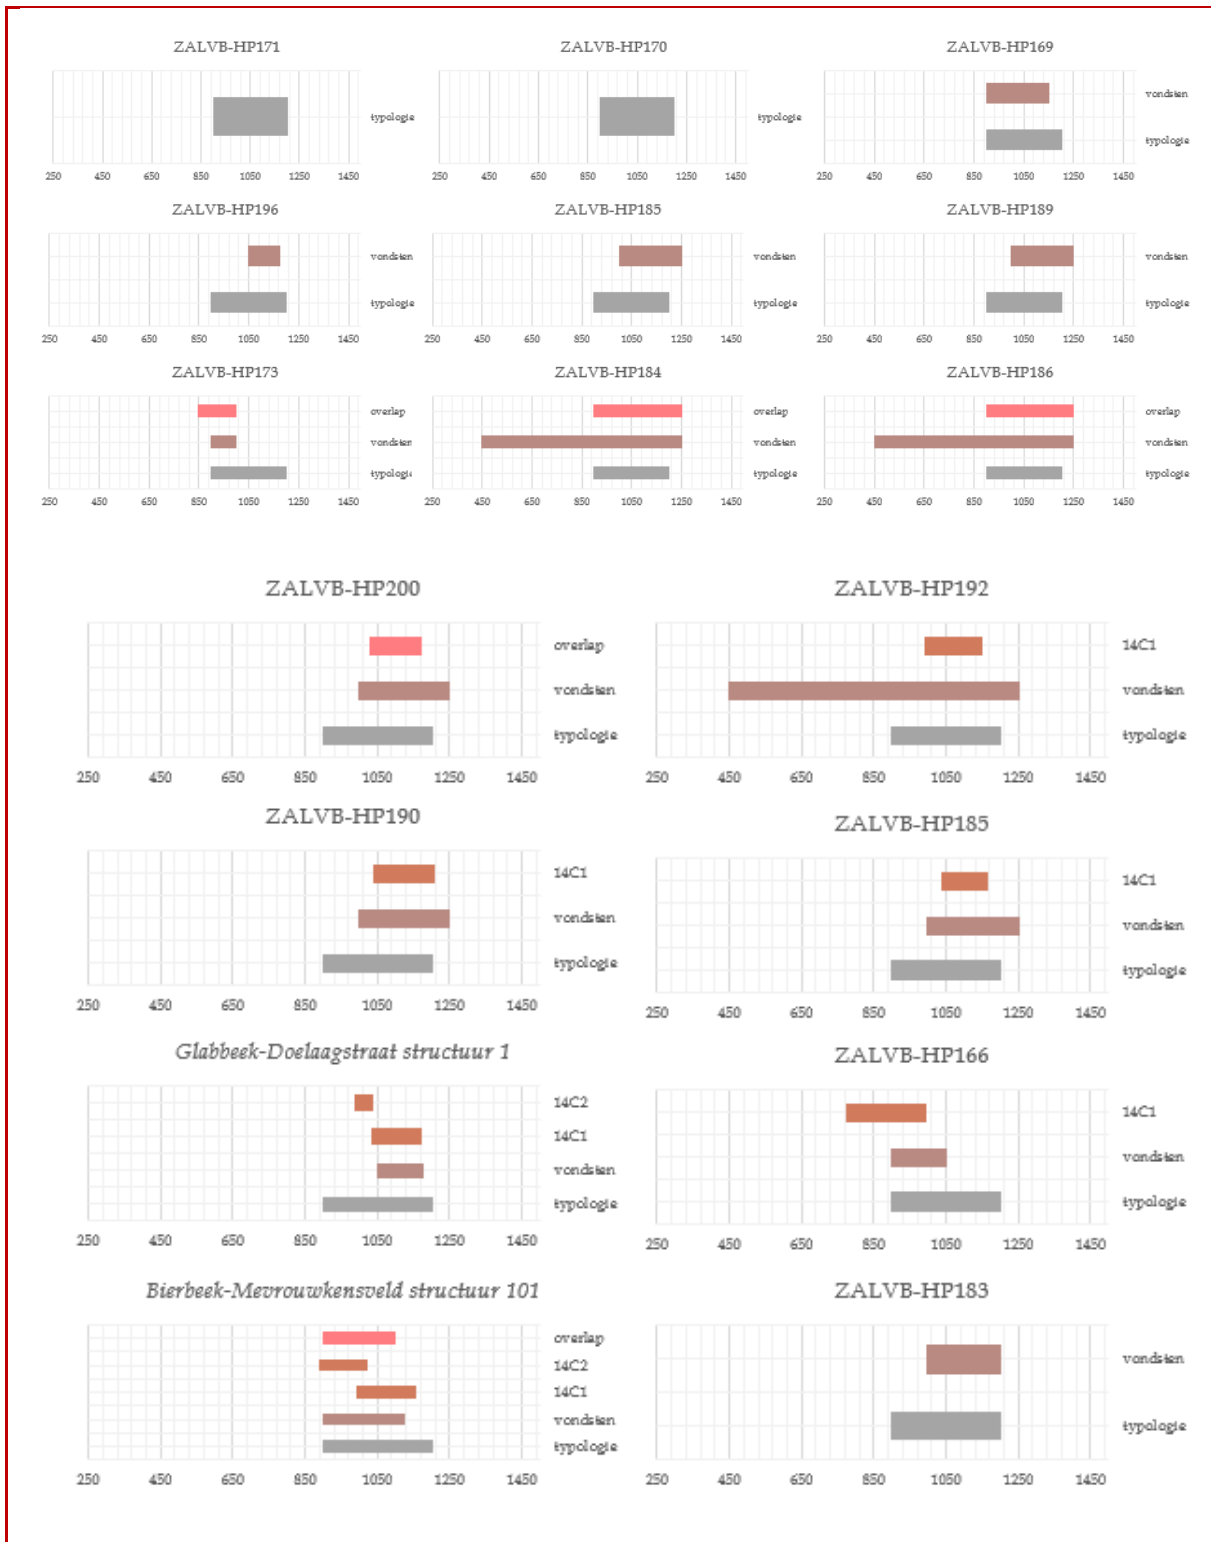 ZALVB-HP171 ZALVB-HP170 ZALVB-HP169
vondsten
typologie typologie typologie
250 450 650 850 1050 1250 1450 250 450 650 850 1050 1250 1450 250 450 650 850 1050 1250 1450
ZALVB-HP196 ZALVB-HP185 ZALVB-HP189
vondsten vondsten vondsten
typologie typologie typologie
250 450 650 850 1050 1250 1450 250 450 650 850 1050 1250 1450 250 450 650 850 1050 1250 1450
ZALVB-HP173 ZALVB-HP184 ZALVB-HP186
overlap overlap overlap
vondsten vondsten vondsten
typologie typologie typologie
250 450 650 850 1050 1250 1450 250 450 650 850 1050 1250 1450 250 450 650 850 1050 1250 1450
ZALVB-HP200 ZALVB-HP192
overlap 14C1
vondsten vondsten
typologie typologie
250 450 650 850 1050 1250 1450 250 450 650 850 1050 1250 1450
ZALVB-HP190 ZALVB-HP185
14C1 14C1
vondsten vondsten
typologie typologie
250 450 650 850 1050 1250 1450 250 450 650 850 1050 1250 1450
Glabbeek-Doelaagstraat structuur 1 ZALVB-HP166
14C2 14C1
14C1
vondsten vondsten
typologie typologie
250 450 650 850 1050 1250 1450 250 450 650 850 1050 1250 1450
Bierbeek-Mevrouwkensveld structuur 101 ZALVB-HP183
overlap
14C2 vondsten
14C1
vondsten typologie
typologie
250 450 650 850 1050 1250 1450 250 450 650 850 1050 1250 1450